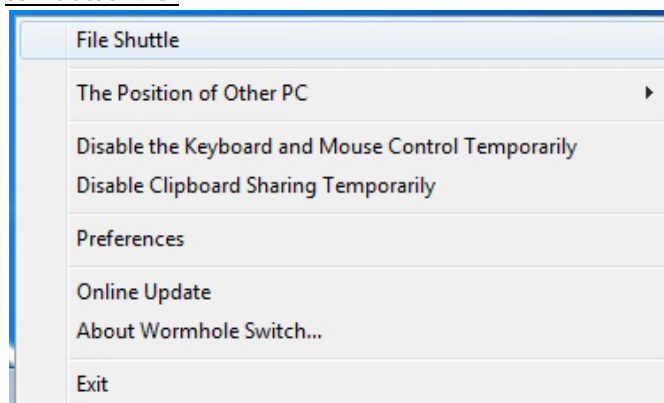 File Shuttle
The Position of Other PC
Disable the Keyboard and Mouse Control Temporarily
Disable Clipboard Sharing Temporarily
Preferences
Online Update
About Wormhole Switch...
Exit